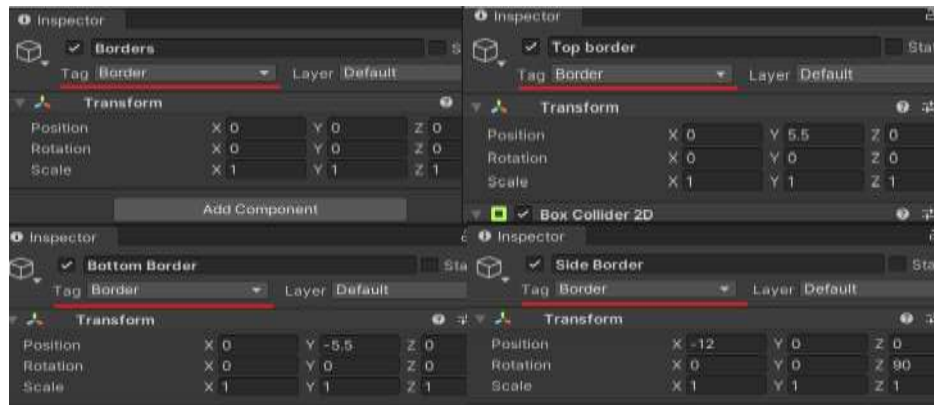 Inspector
Borders S
Tag Border Layer Default
Transform
Position X 0 Y 0 Z 0
Rotation X 0 Y 0 Z 0
Scale X 1 Y 1 Z 1
Add Component
Inspector
Top border Stat
Tag Border Layer Default
Transform
Position X 0 Y 5.5 Z 0
Rotation X 0 Y 0 Z 0
Scale X 1 Y 1 Z 1
Box Collider 2D
Inspector
Bottom Border Sta
Tag Border Layer Default
Transform
Position X 0 Y -5.5 Z 0
Rotation X 0 Y 0 Z 0
Scale X 1 Y 1 Z 1
Inspector
Side Border Sta
Tag Border Layer Default
Transform
Position X -12 Y 0 Z 0
Rotation X 0 Y 0 Z 90
Scale X 1 Y 1 Z 1